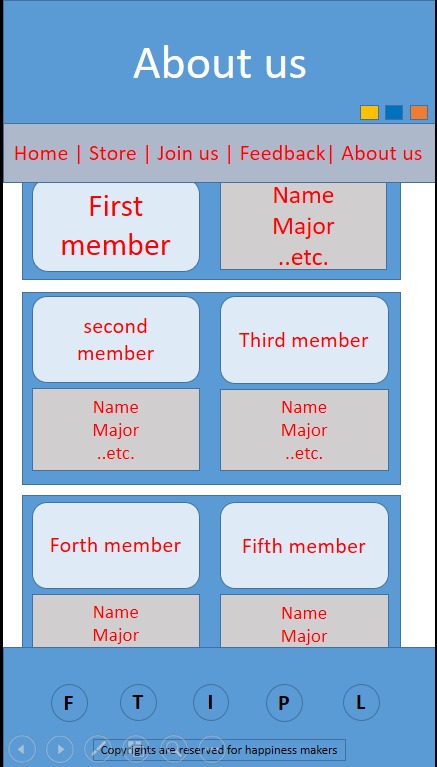 About us
Home | Store | Join us | Feedback| About us
First
member
Name
Major
..etc.
second
member
Third member
Name
Major
..etc.
Name
Major
..etc.
Forth member
Fifth member
Name
Major
Name
Major
F T I P L
Copyrights are reserved for happiness makers